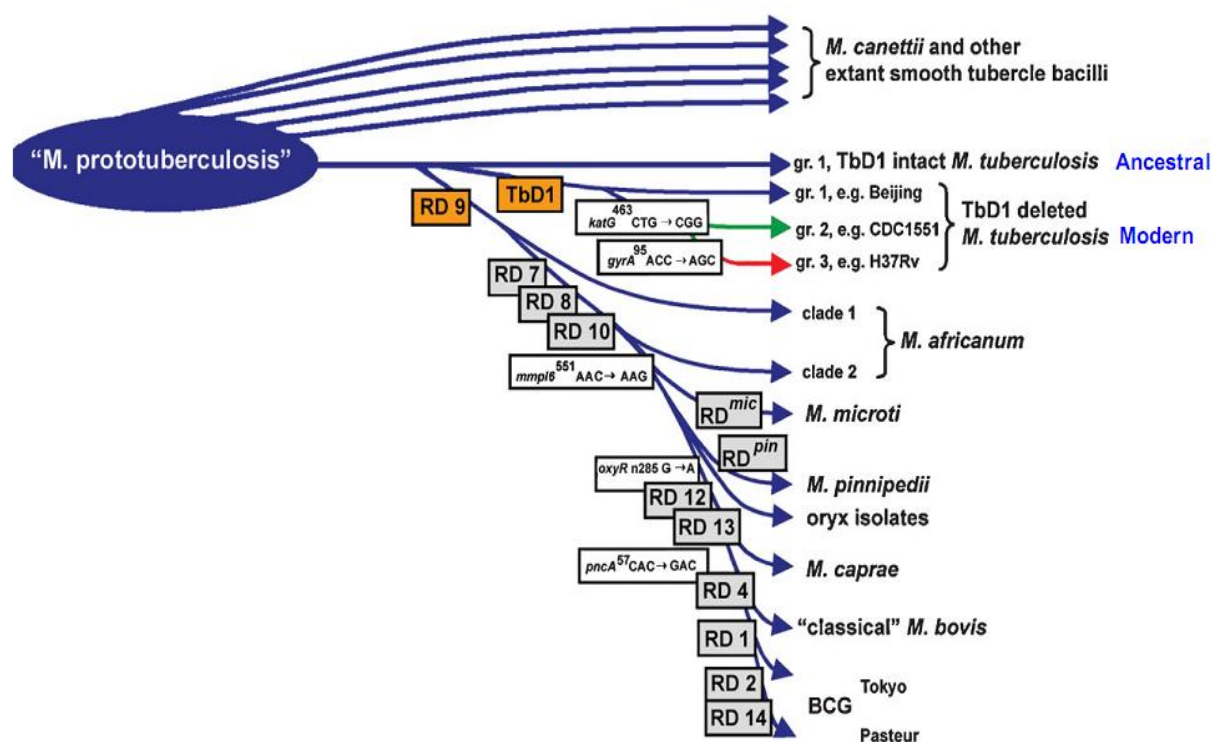 M. canettii and other
extant smooth tubercle bacilli
“M. prototuberculosis”
gr. 1, TbD1 intact M. tuberculosis Ancestral
RD 9
TbD1
gr. 1, e.g. Beijing
katG 463 CTG → CGG
gr. 2, e.g. CDC1551
TbD1 deleted
M. tuberculosis Modern
gyrA 95 ACC → AGC
gr. 3, e.g. H37Rv
RD 7
RD 8
RD 10
clade 1
M. africanum
clade 2
mmpl6 551 AAC → AAG
RD mic
M. microti
RD pin
M. pinnipedii
oxyR n285 G → A
RD 12
oryx isolates
RD 13
M. caprae
pncA 57 CAC → GAC
RD 4
“classical” M. bovis
RD 1
RD 2
Tokyo
BCG
RD 14
Pasteur